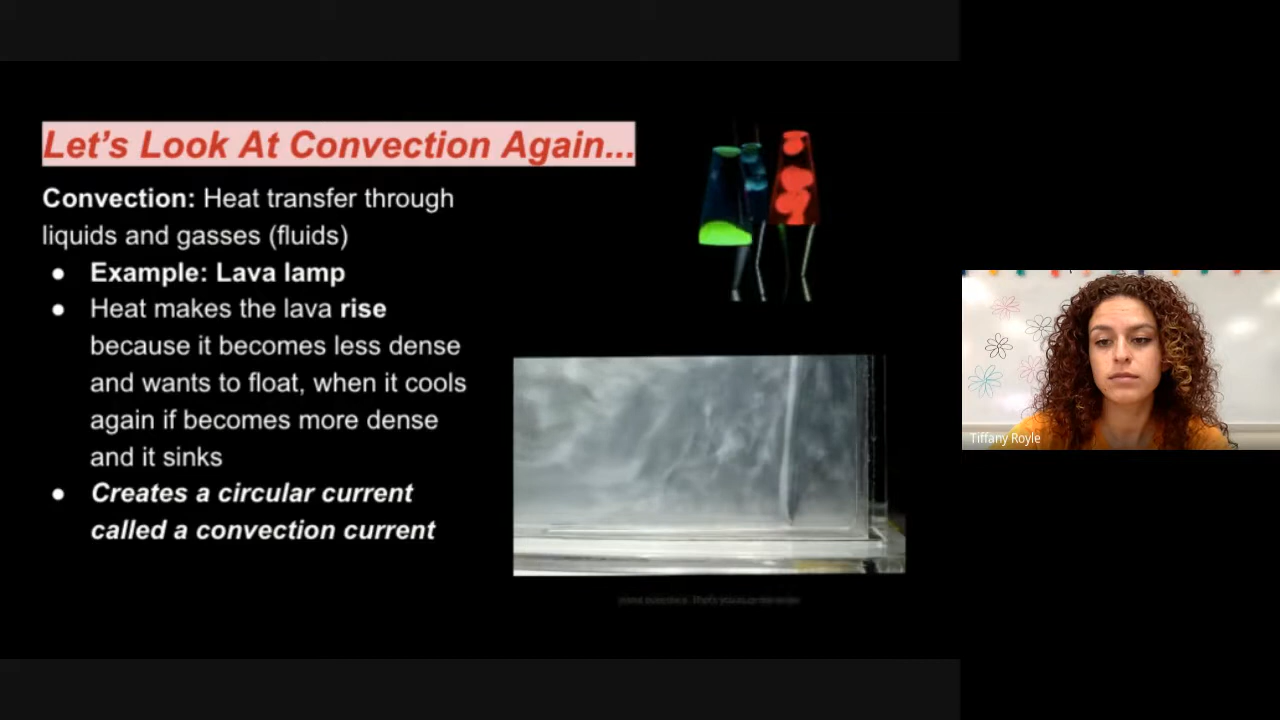 Let's Look At Convection Again...
Convection: Heat transfer through
liquids and gasses (fluids)
● Example: Lava lamp
● Heat makes the lava rise
because it becomes less dense
and wants to float, when it cools
again if becomes more dense
and it sinks
● Creates a circular current
called a convection current
Tiffany Royle